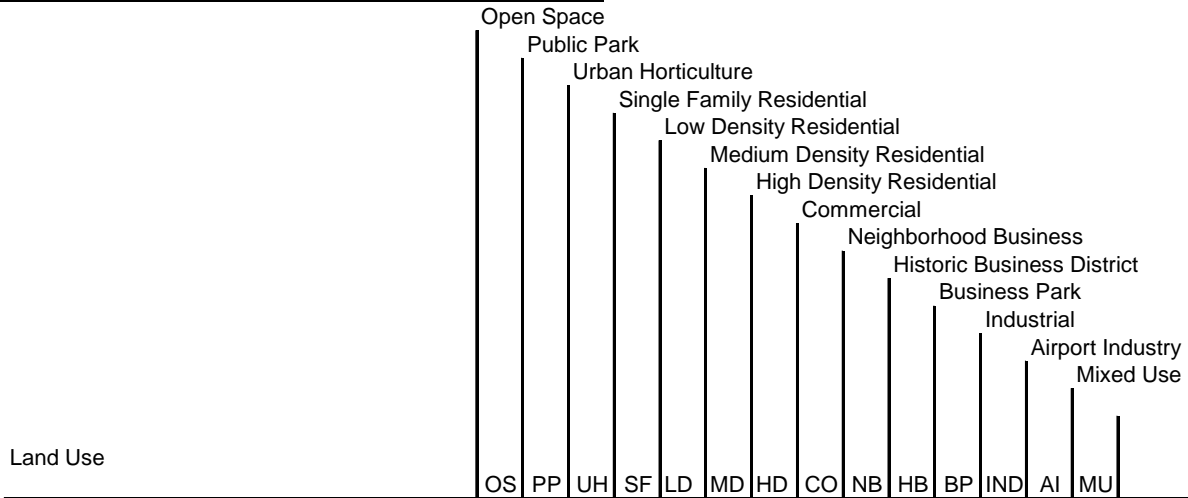 Open Space
Public Park
Urban Horticulture
Single Family Residential
Low Density Residential
Medium Density Residential
High Density Residential
Commercial
Neighborhood Business
Historic Business District
Business Park
Industrial
Airport Industry
Mixed Use
Land Use
OS PP UH SF LD MD HD CO NB HB BP IND AI MU